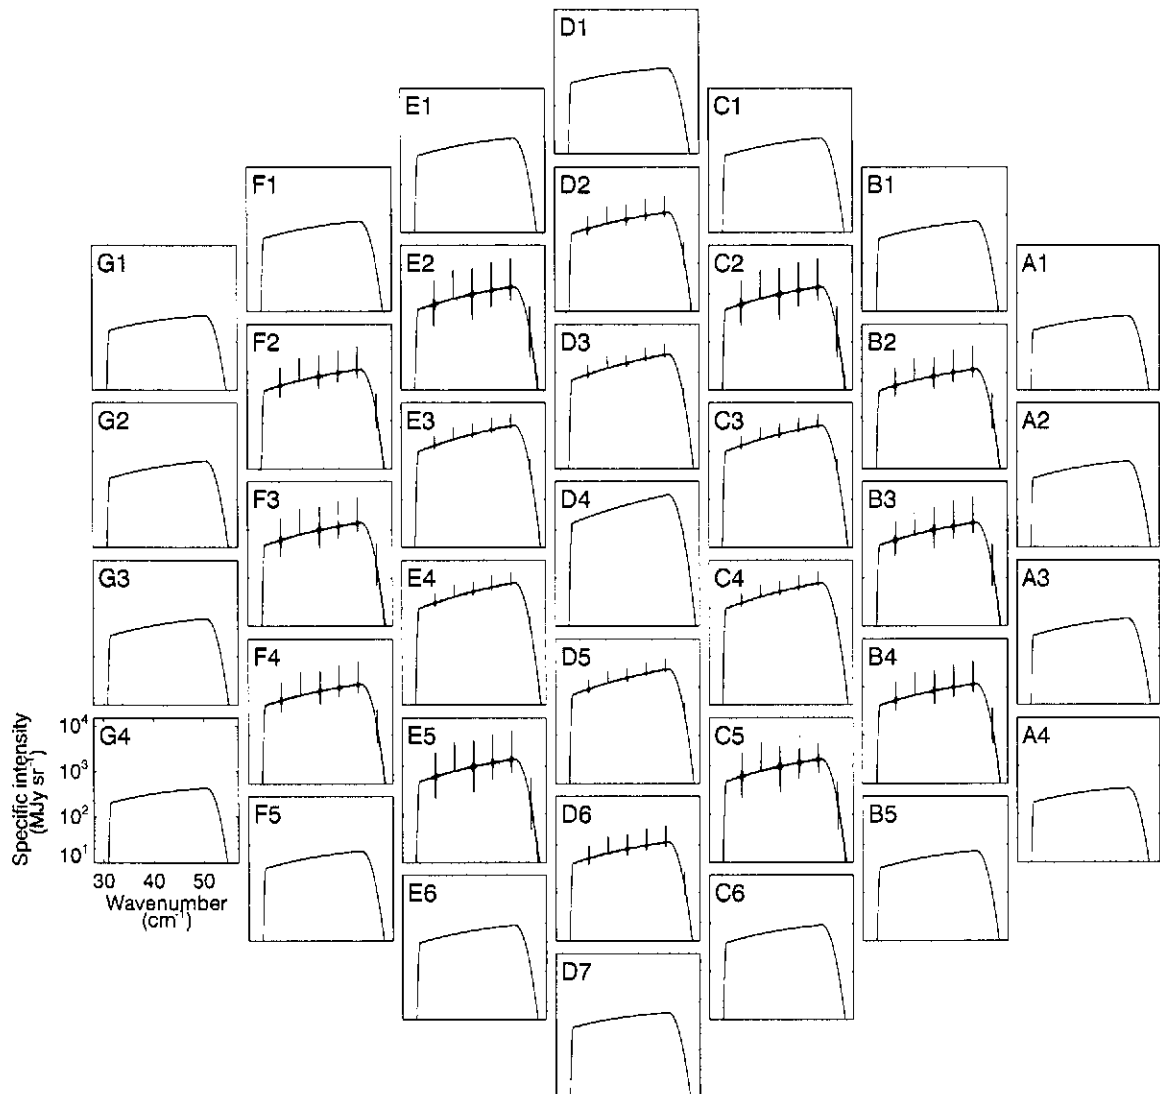 D1
E1
C1
F1
D2
B1
G1
E2
C2
A1
F2
D3
B2
G2
E3
C3
A2
F3
D4
B3
G3
E4
C4
A3
F4
D5
B4
G4
E5
C5
A4
F5
D6
B5
E6
C6
D7
Specific intensity
(MJy sr⁻¹)
10⁴
10³
10²
10¹
30 40 50
Wavenumber
(cm⁻¹)